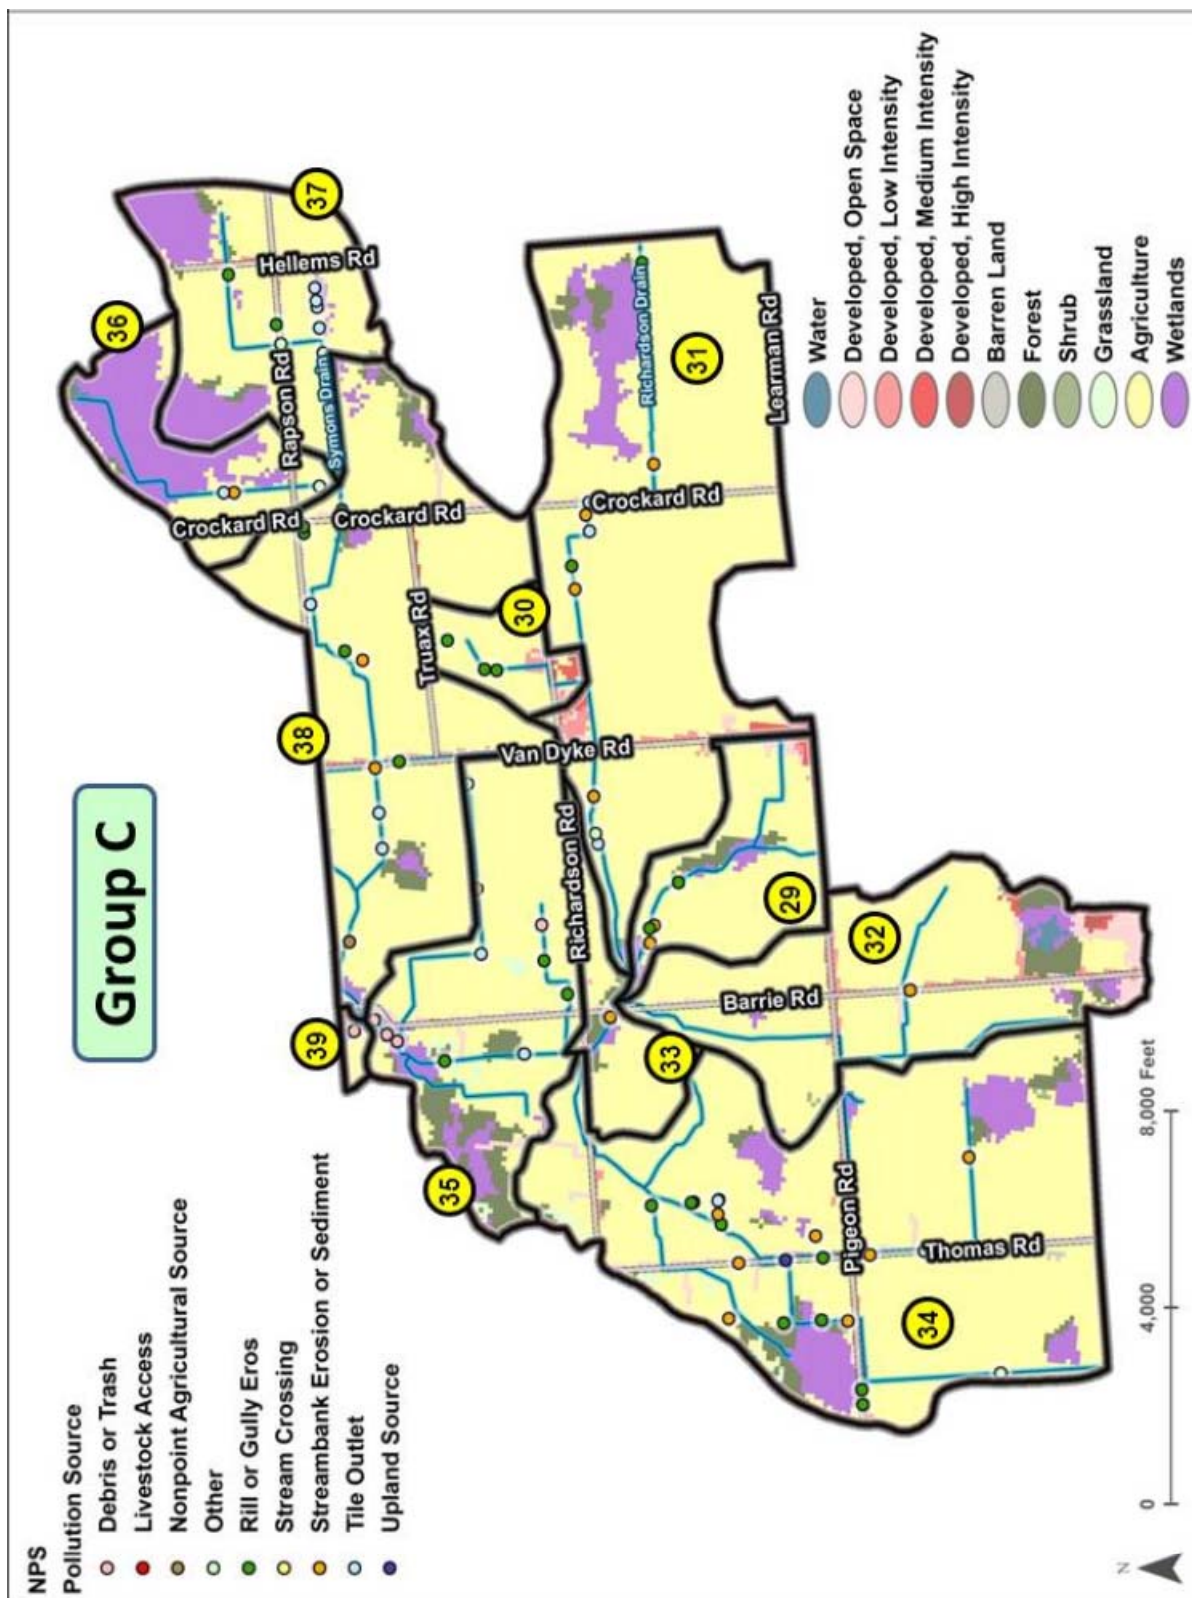 Group C
NPS
Pollution Source
Debris or Trash
Livestock Access
Nonpoint Agricultural Source
Other
Rill or Gully Eros
Stream Crossing
Streambank Erosion or Sediment
Tile Outlet
Upland Source
39
38
36
37
35
34
33
32
29
30
31
Hellems Rd
Rapson Rd
Symons Drain
Crockard Rd
Crockard Rd
Truax Rd
Van Dyke Rd
Richardson Rd
Richardson Drain
Crockard Rd
Learman Rd
Barrie Rd
Pigeon Rd
Thomas Rd
Water
Developed, Open Space
Developed, Low Intensity
Developed, Medium Intensity
Developed, High Intensity
Barren Land
Forest
Shrub
Grassland
Agriculture
Wetlands
N
0 4,000 8,000 Feet